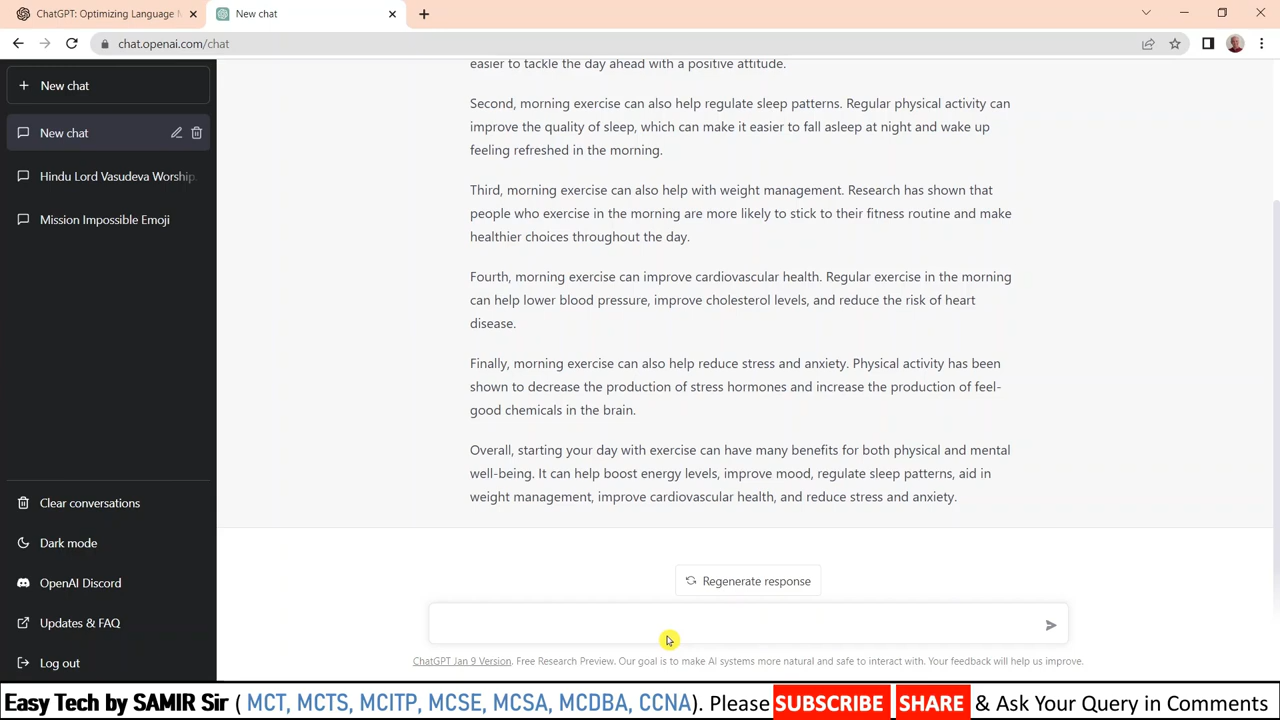 ChatGPT: Optimizing Language M
New chat
chat.openai.com/chat
New chat
New chat
Hindu Lord Vasudeva Worship.
Mission Impossible Emoji
Clear conversations
Dark mode
OpenAI Discord
Updates & FAQ
Log out
easier to tackle the day ahead with a positive attitude.
Second, morning exercise can also help regulate sleep patterns. Regular physical activity can
improve the quality of sleep, which can make it easier to fall asleep at night and wake up
feeling refreshed in the morning.
Third, morning exercise can also help with weight management. Research has shown that
people who exercise in the morning are more likely to stick to their fitness routine and make
healthier choices throughout the day.
Fourth, morning exercise can improve cardiovascular health. Regular exercise in the morning
can help lower blood pressure, improve cholesterol levels, and reduce the risk of heart
disease.
Finally, morning exercise can also help reduce stress and anxiety. Physical activity has been
shown to decrease the production of stress hormones and increase the production of feel-
good chemicals in the brain.
Overall, starting your day with exercise can have many benefits for both physical and mental
well-being. It can help boost energy levels, improve mood, regulate sleep patterns, aid in
weight management, improve cardiovascular health, and reduce stress and anxiety.
Regenerate response
ChatGPT Jan 9 Version. Free Research Preview. Our goal is to make AI systems more natural and safe to interact with. Your feedback will help us improve.
Easy Tech by SAMIR Sir ( MCT, MCTS, MCITP, MCSE, MCSA, MCDBA, CCNA). Please SUBSCRIBE SHARE & Ask Your Query in Comments